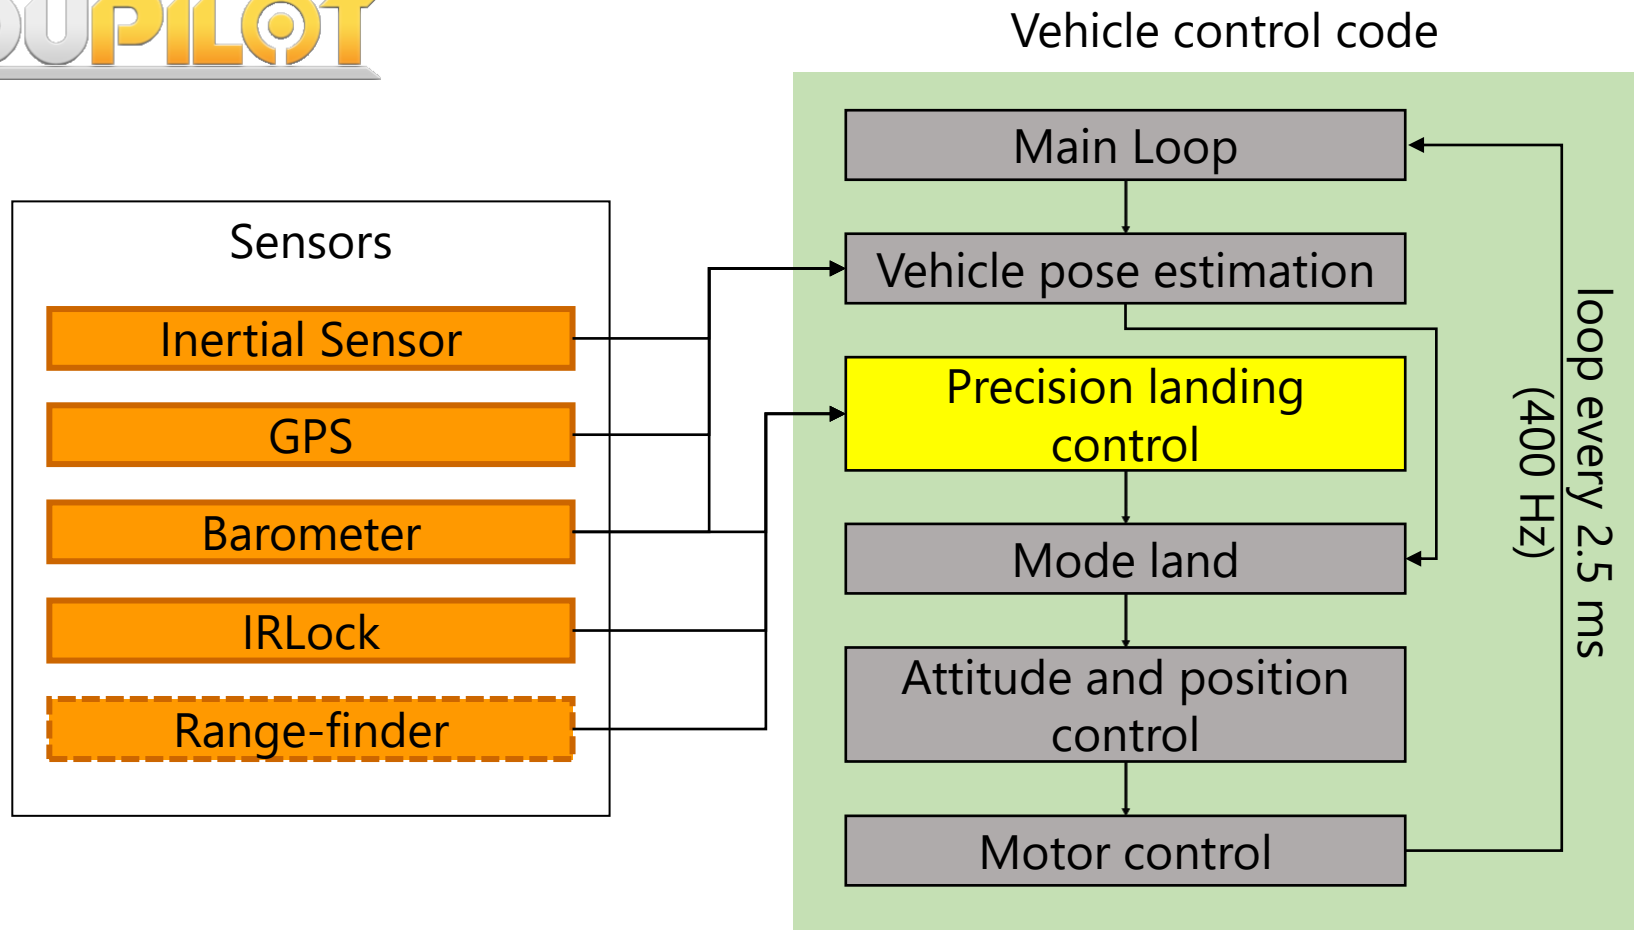 UPILOT
Vehicle control code
Sensors
Inertial Sensor
GPS
Barometer
IRLock
Range-finder
Main Loop
Vehicle pose estimation
Precision landing
control
Mode land
Attitude and position
control
Motor control
loop every 2.5 ms
(400 Hz)